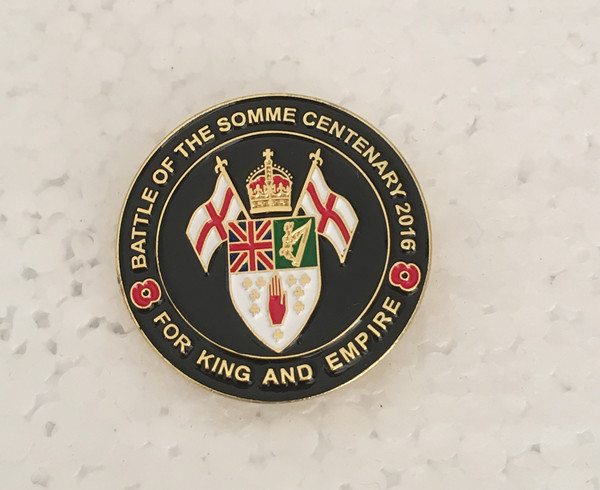 BATTLE OF THE SOMME CENTENARY 2016
FOR KING AND EMPIRE